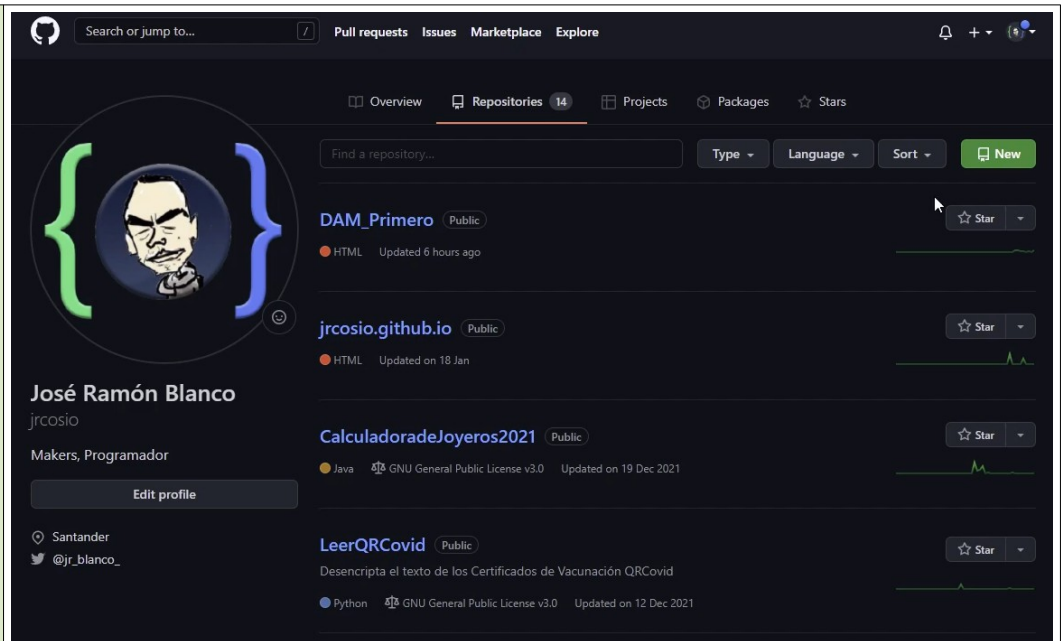 Search or jump to... /
Pull requests Issues Marketplace Explore
Overview Repositories 14 Projects Packages Stars
Find a repository...
Type Language Sort New
DAM_Primero Public
Star
HTML Updated 6 hours ago
jrcosio.github.io Public
Star
HTML Updated on 18 Jan
CalculadoradeJoyeros2021 Public
Star
Java GNU General Public License v3.0 Updated on 19 Dec 2021
LeerQRCovid Public
Star
Desencripta el texto de los Certificados de Vacunación QRCovid
Python GNU General Public License v3.0 Updated on 12 Dec 2021
José Ramón Blanco
jrcosio
Makers, Programador
Edit profile
Santander
@jr_blanco_